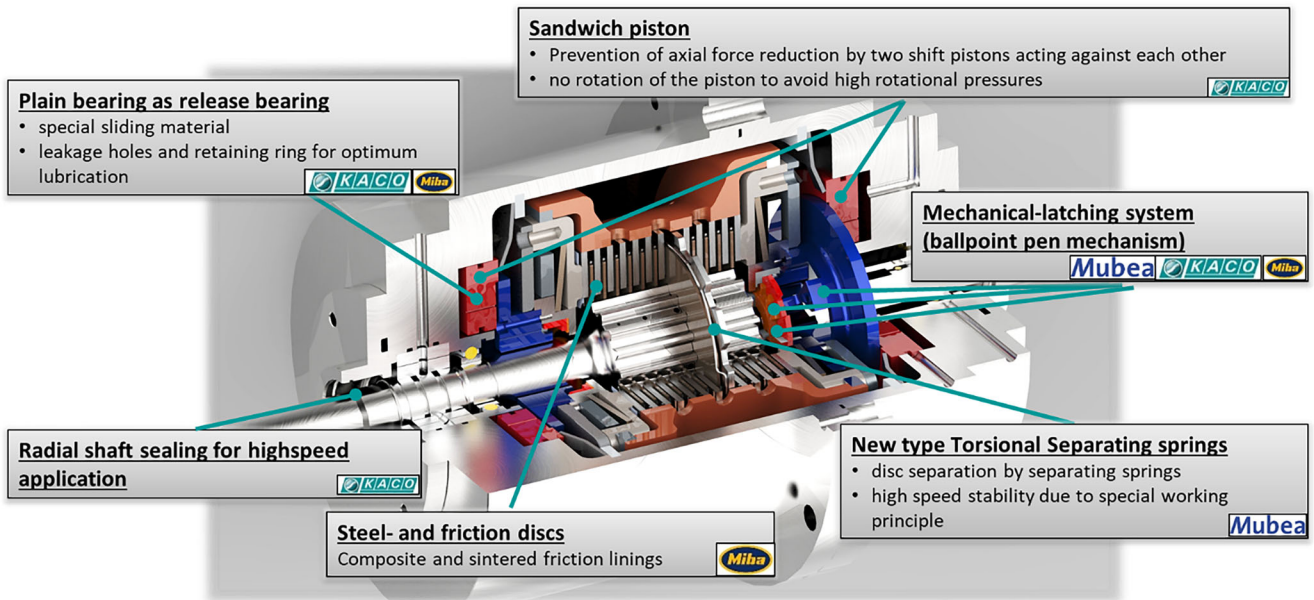 Sandwich piston
• Prevention of axial force reduction by two shift pistons acting against each other
• no rotation of the piston to avoid high rotational pressures
KACO
Plain bearing as release bearing
• special sliding material
• leakage holes and retaining ring for optimum
lubrication
KACO Miba
Mechanical-latching system
(ballpoint pen mechanism)
Mubea KACO Miba
Radial shaft sealing for highspeed
application
KACO
New type Torsional Separating springs
• disc separation by separating springs
• high speed stability due to special working
principle
Mubea
Steel- and friction discs
Composite and sintered friction linings
Miba